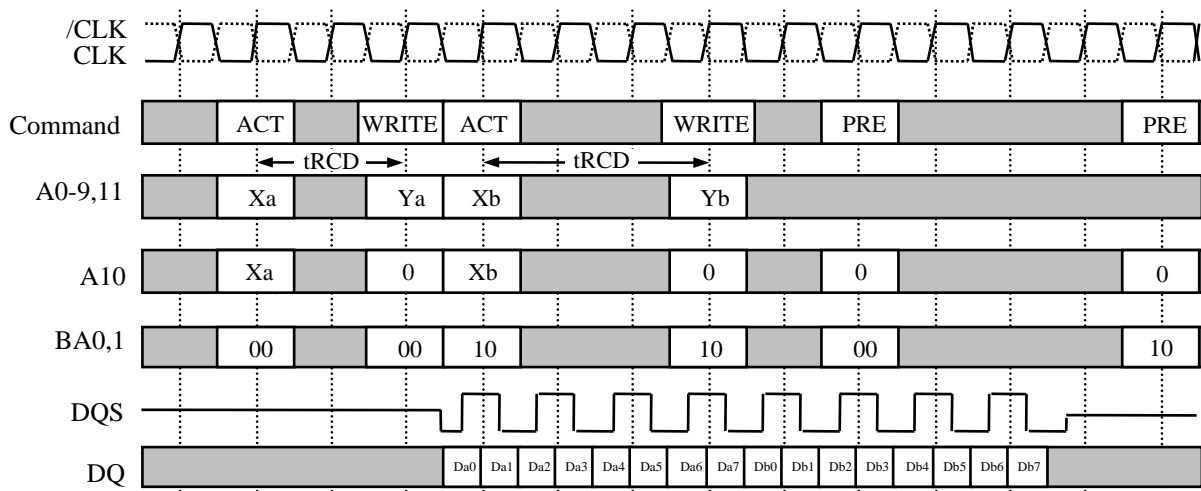 /CLK
CLK
Command ACT WRITE ACT WRITE PRE PRE
tRCD tRCD
A0-9,11 Xa Ya Xb Yb
A10 Xa 0 Xb 0 0 0
BA0,1 00 00 10 10 00 10
DQS
DQ Da0 Da1 Da2 Da3 Da4 Da5 Da6 Da7 Db0 Db1 Db2 Db3 Db4 Db5 Db6 Db7